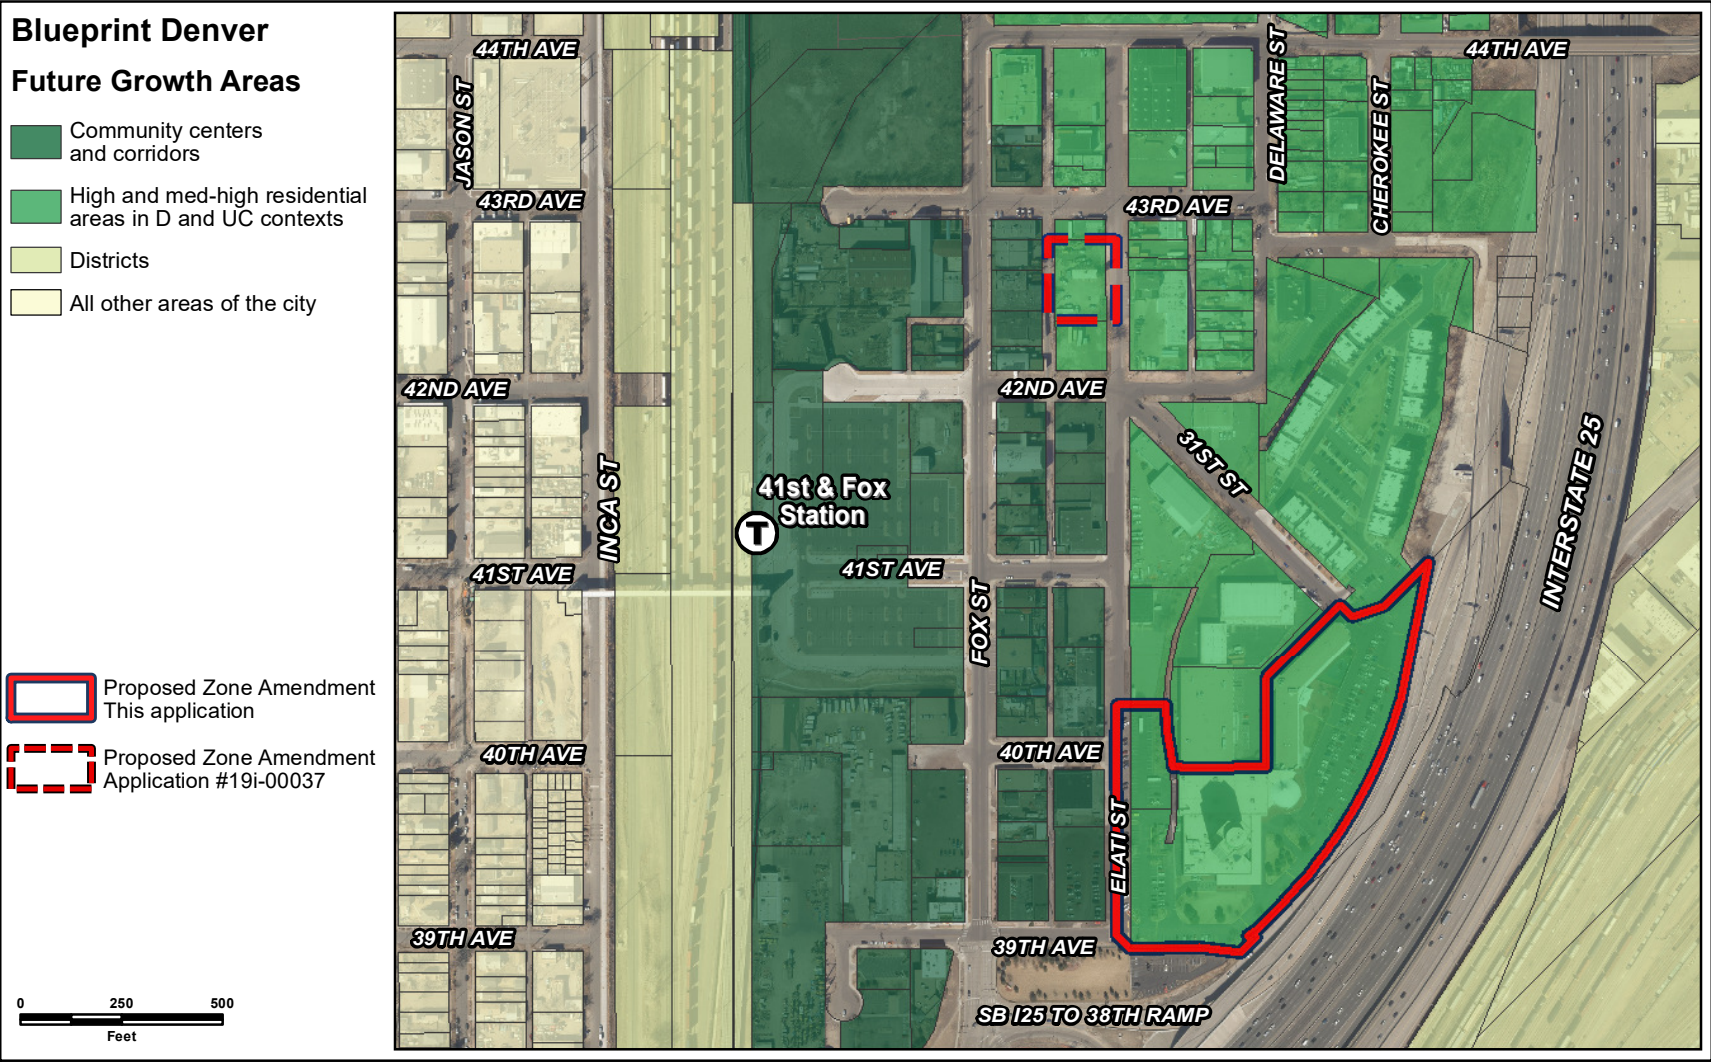 Blueprint Denver
Future Growth Areas
Community centers
and corridors
High and med-high residential
areas in D and UC contexts
Districts
All other areas of the city
Proposed Zone Amendment
This application
Proposed Zone Amendment
Application #19i-00037
0 250 500
Feet
44TH AVE
44TH AVE
JASON ST
DELAWARE ST
CHEROKEE ST
43RD AVE
43RD AVE
42ND AVE
42ND AVE
31ST ST
INTERSTATE 25
INCA ST
41st & Fox
Station
T
41ST AVE
41ST AVE
FOX ST
40TH AVE
40TH AVE
ELATI ST
39TH AVE
39TH AVE
SB I25 TO 38TH RAMP